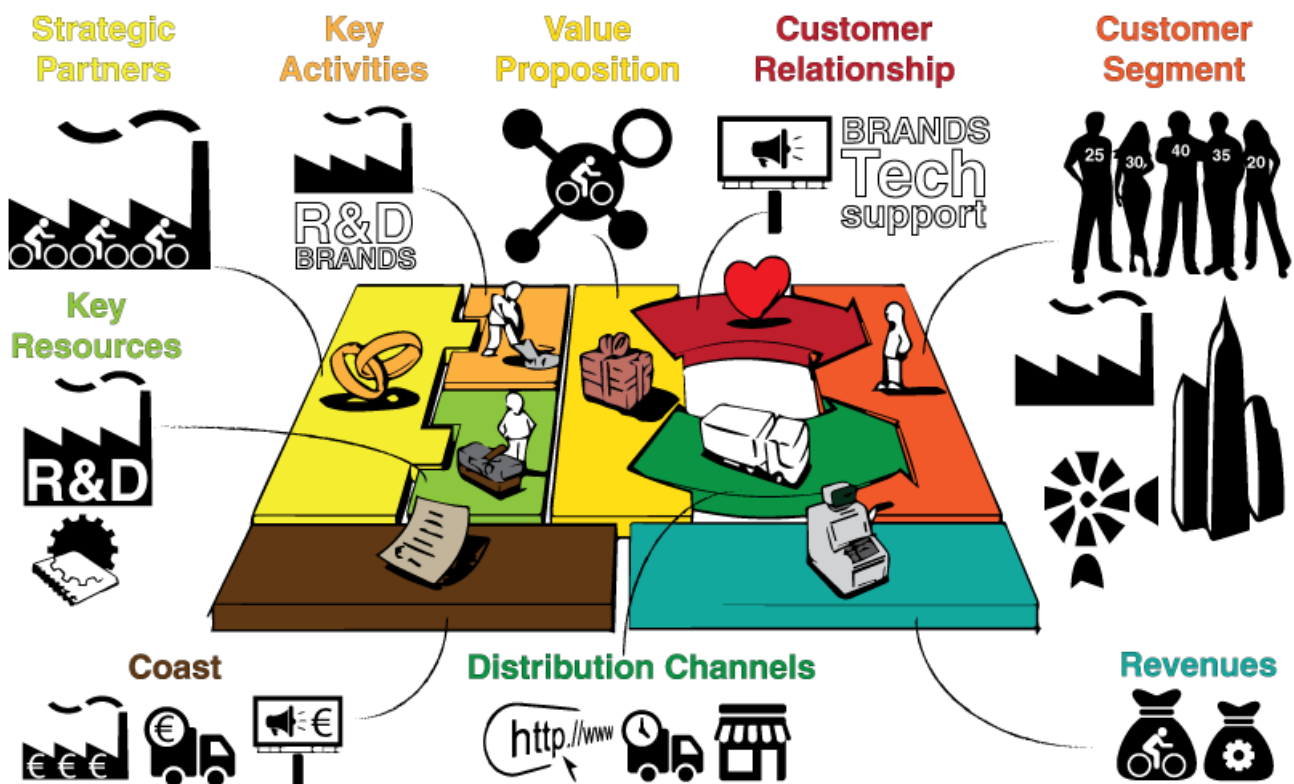 Strategic
Partners
Key
Activities
Value
Proposition
Customer
Relationship
Customer
Segment
R&D
BRANDS
BRANDS
Tech
support
25
30
40
35
20
Key
Resources
R&D
Coast
€ € €
€
€
Distribution Channels
http.//www
Revenues